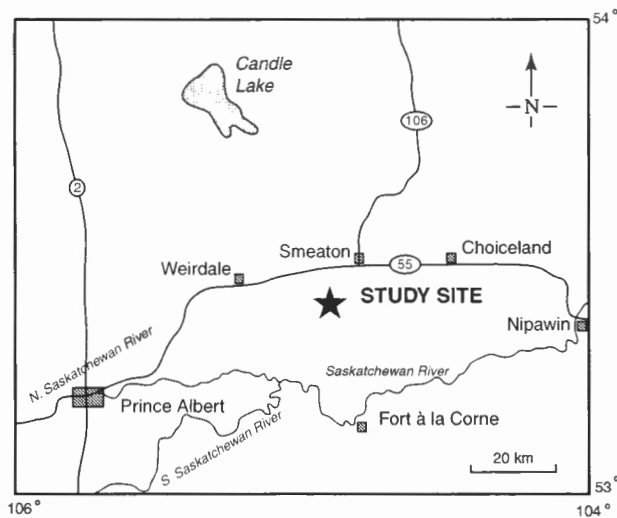 54°
Candle
Lake
N
106
2
Smeaton
Choiceland
55
Weirdale
STUDY SITE
Nipawin
N. Saskatchewan River
Saskatchewan River
Prince Albert
S Saskatchewan River
Fort à la Corne
20 km
53°
106°
104°